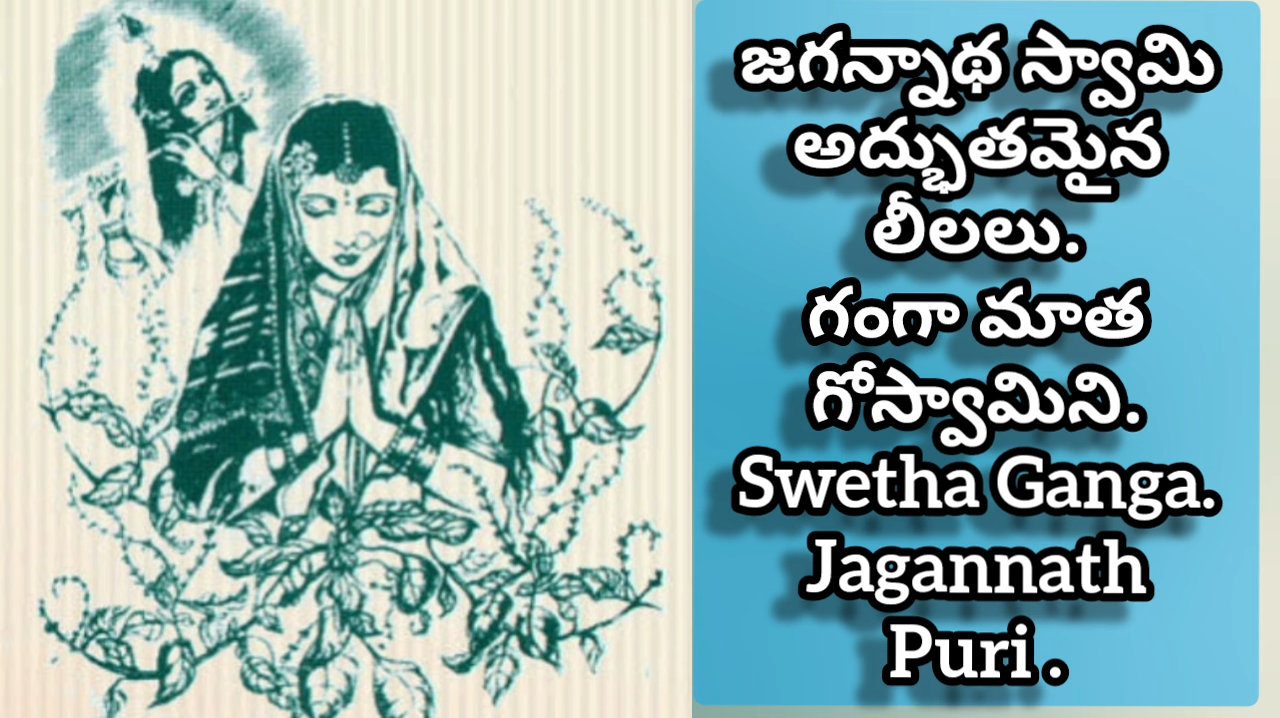 జగన్నాథ స్వామి
అద్భుతమైన
లీలలు.
గంగా మాత
గోస్వామిని.
Swetha Ganga.
Jagannath
Puri .